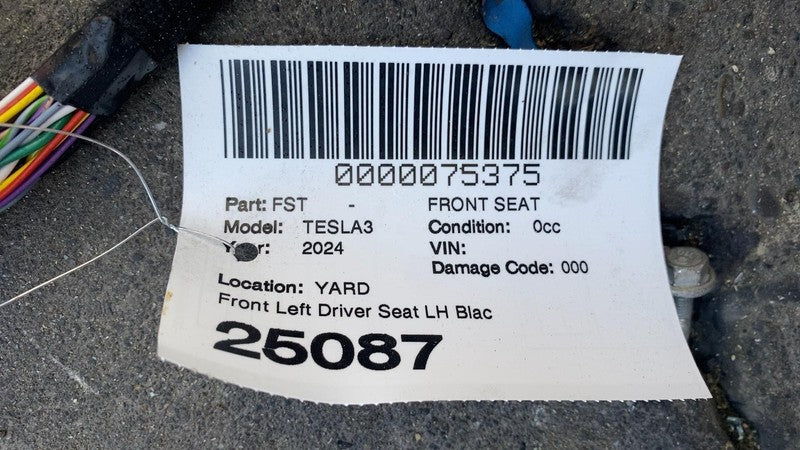 0000075375
Part: FST - FRONT SEAT
Model: TESLA3 Condition: 0cc
Year: 2024 VIN:
Damage Code: 000
Location: YARD
Front Left Driver Seat LH Blac
25087